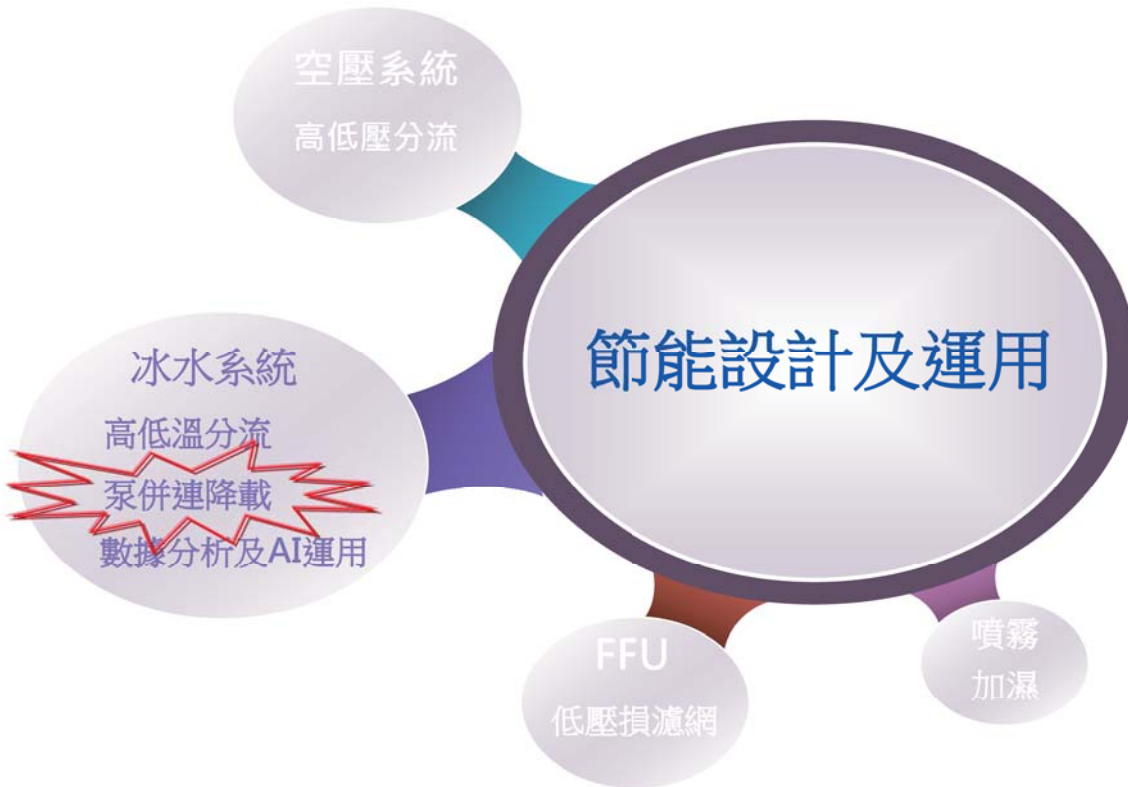 空壓系統
高低壓分流
節能設計及運用
冰水系統
高低溫分流
泵併連降載
數據分析及AI運用
FFU
低壓損濾網
噴霧
加濕